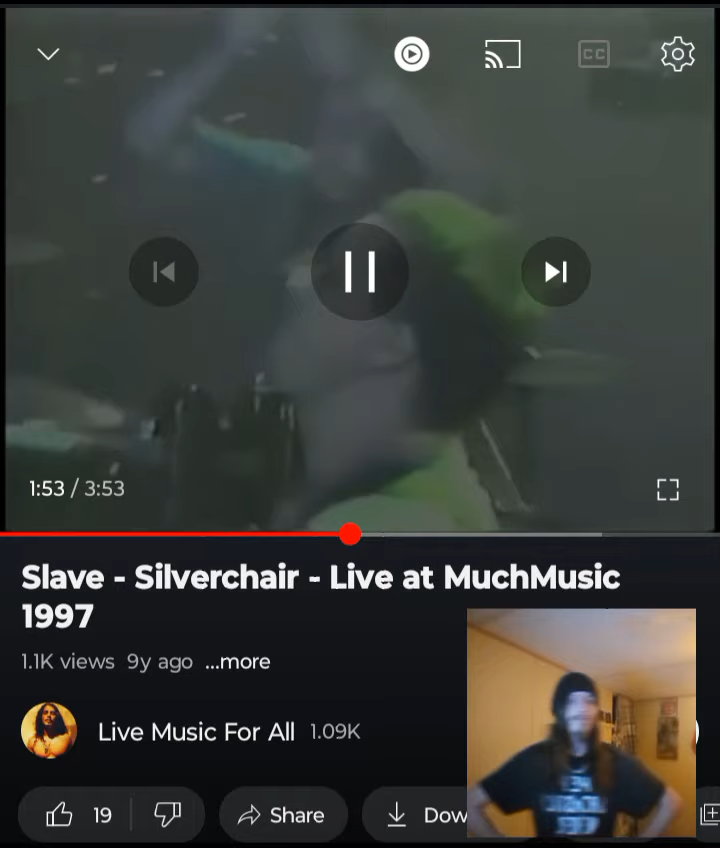 CC
1:53 / 3:53
Slave - Silverchair - Live at MuchMusic
1997
1.1K views 9y ago ...more
Live Music For All 1.09K
19 Share Dow